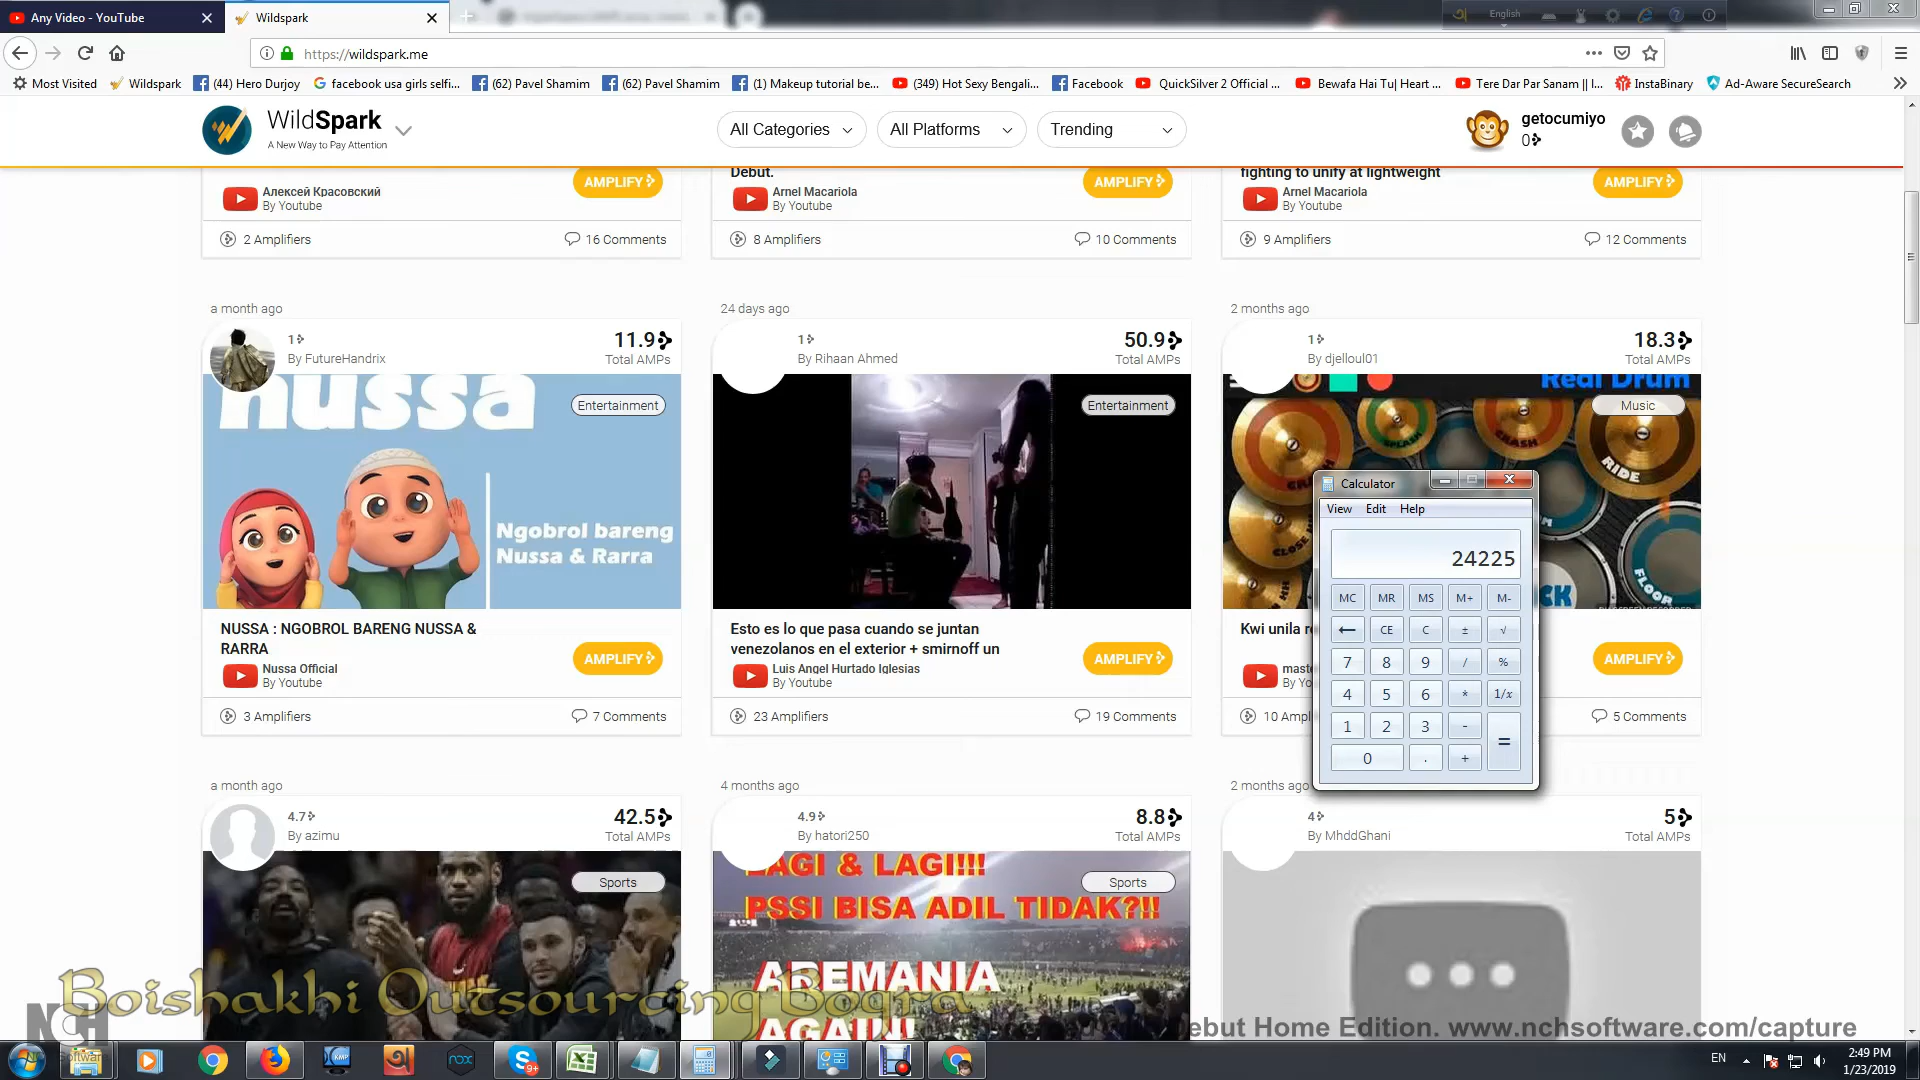 Any Video - YouTube
Wildspark
English
https://wildspark.me
Most Visited
Wildspark
(44) Hero Durjoy
facebook usa girls selfi...
(62) Pavel Shamim
(62) Pavel Shamim
(1) Makeup tutorial be...
(349) Hot Sexy Bengali...
Facebook
QuickSilver 2 Official ...
Bewafa Hai Tu| Heart ...
Tere Dar Par Sanam || l...
InstaBinary
Ad-Aware SecureSearch
WildSpark
A New Way to Pay Attention
All Categories
All Platforms
Trending
getocumiyo
0
Debut.
fighting to unify at lightweight
Алексей Красовский
By Youtube
AMPLIFY
Arnel Macariola
By Youtube
AMPLIFY
Arnel Macariola
By Youtube
AMPLIFY
2 Amplifiers
16 Comments
8 Amplifiers
10 Comments
9 Amplifiers
12 Comments
a month ago
24 days ago
2 months ago
1
By FutureHandrix
11.9
Total AMPs
1
By Rihaan Ahmed
50.9
Total AMPs
1
By djelloul01
18.3
Total AMPs
nussa
Entertainment
Ngobrol bareng
Nussa & Rarra
Entertainment
Real Drum
Music
CRASH
SPLASH
CRASH
RIDE
FLOOR
NUSSA : NGOBROL BARENG NUSSA &
RARRA
Nussa Official
By Youtube
AMPLIFY
Esto es lo que pasa cuando se juntan
venezolanos en el exterior + smirnoff un
Luis Angel Hurtado Iglesias
By Youtube
AMPLIFY
Kwi unila
AMPLIFY
3 Amplifiers
7 Comments
23 Amplifiers
19 Comments
10 Ampl
5 Comments
Calculator
View Edit Help
24225
MC MR MS M+ M-
← CE C ± √
7 8 9 / %
4 5 6 * 1/x
1 2 3 - =
0 . +
a month ago
4 months ago
2 months ago
4.7
By azimu
42.5
Total AMPs
4.9
By hatori250
8.8
Total AMPs
4
By MhddGhani
5
Total AMPs
Sports
LAGI & LAGI!!!
Sports
PSSI BISA ADIL TIDAK?!!
AREMANIA
AGAIN!
Boishakhi Outsourcing Bogra
NCH
Software
ebut Home Edition. www.nchsoftware.com/capture
EN
2:49 PM
1/23/2019